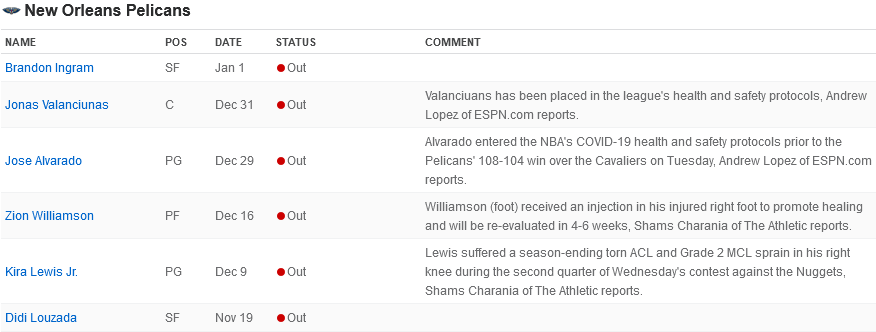 New Orleans Pelicans
NAME POS DATE STATUS COMMENT
Brandon Ingram SF Jan 1 Out
Jonas Valanciunas C Dec 31 Out Valanciuans has been placed in the league's health and safety protocols, Andrew
Lopez of ESPN.com reports.
Jose Alvarado PG Dec 29 Out Alvarado entered the NBA's COVID-19 health and safety protocols prior to the
Pelicans' 108-104 win over the Cavaliers on Tuesday, Andrew Lopez of ESPN.com
reports.
Zion Williamson PF Dec 16 Out Williamson (foot) received an injection in his injured right foot to promote healing
and will be re-evaluated in 4-6 weeks, Shams Charania of The Athletic reports.
Kira Lewis Jr. PG Dec 9 Out Lewis suffered a season-ending torn ACL and Grade 2 MCL sprain in his right
knee during the second quarter of Wednesday's contest against the Nuggets,
Shams Charania of The Athletic reports.
Didi Louzada SF Nov 19 Out